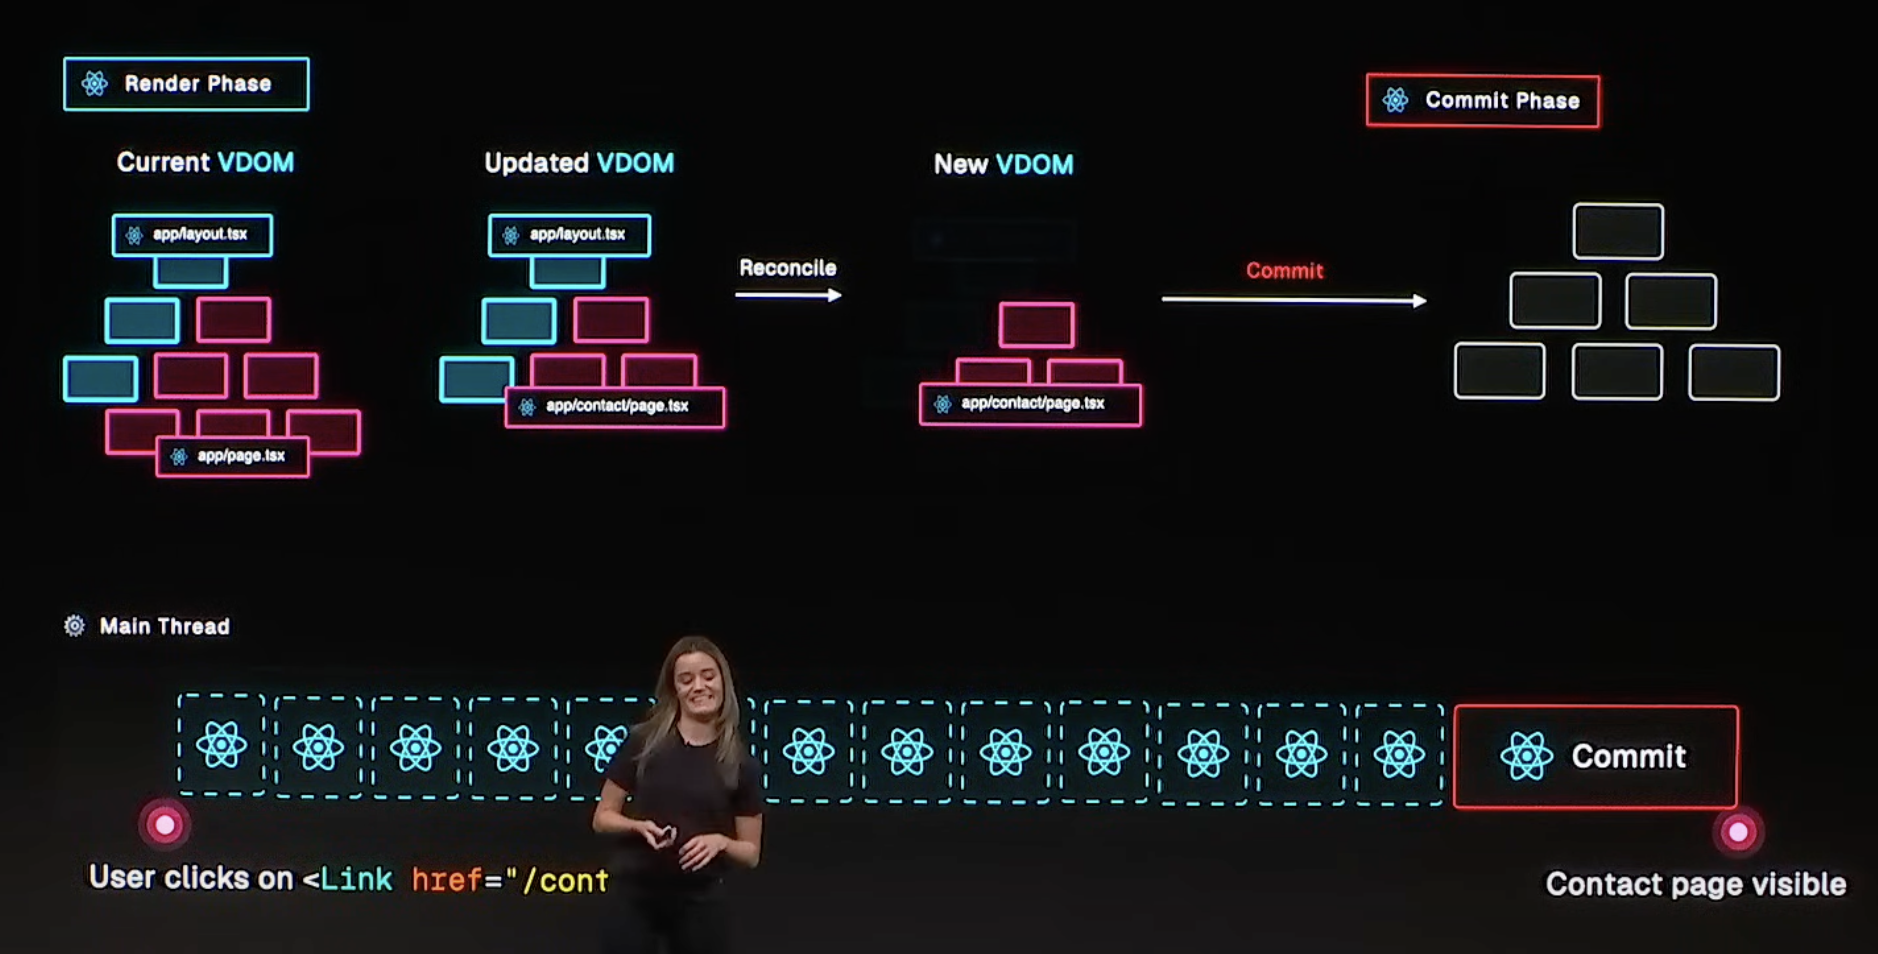 Render Phase
Commit Phase
Current VDOM
Updated VDOM
New VDOM
app/layout.tsx
app/layout.tsx
Reconcile
Commit
app/contact/page.tsx
app/contact/page.tsx
app/page.tsx
Main Thread
Commit
User clicks on <Link href="/cont
Contact page visible